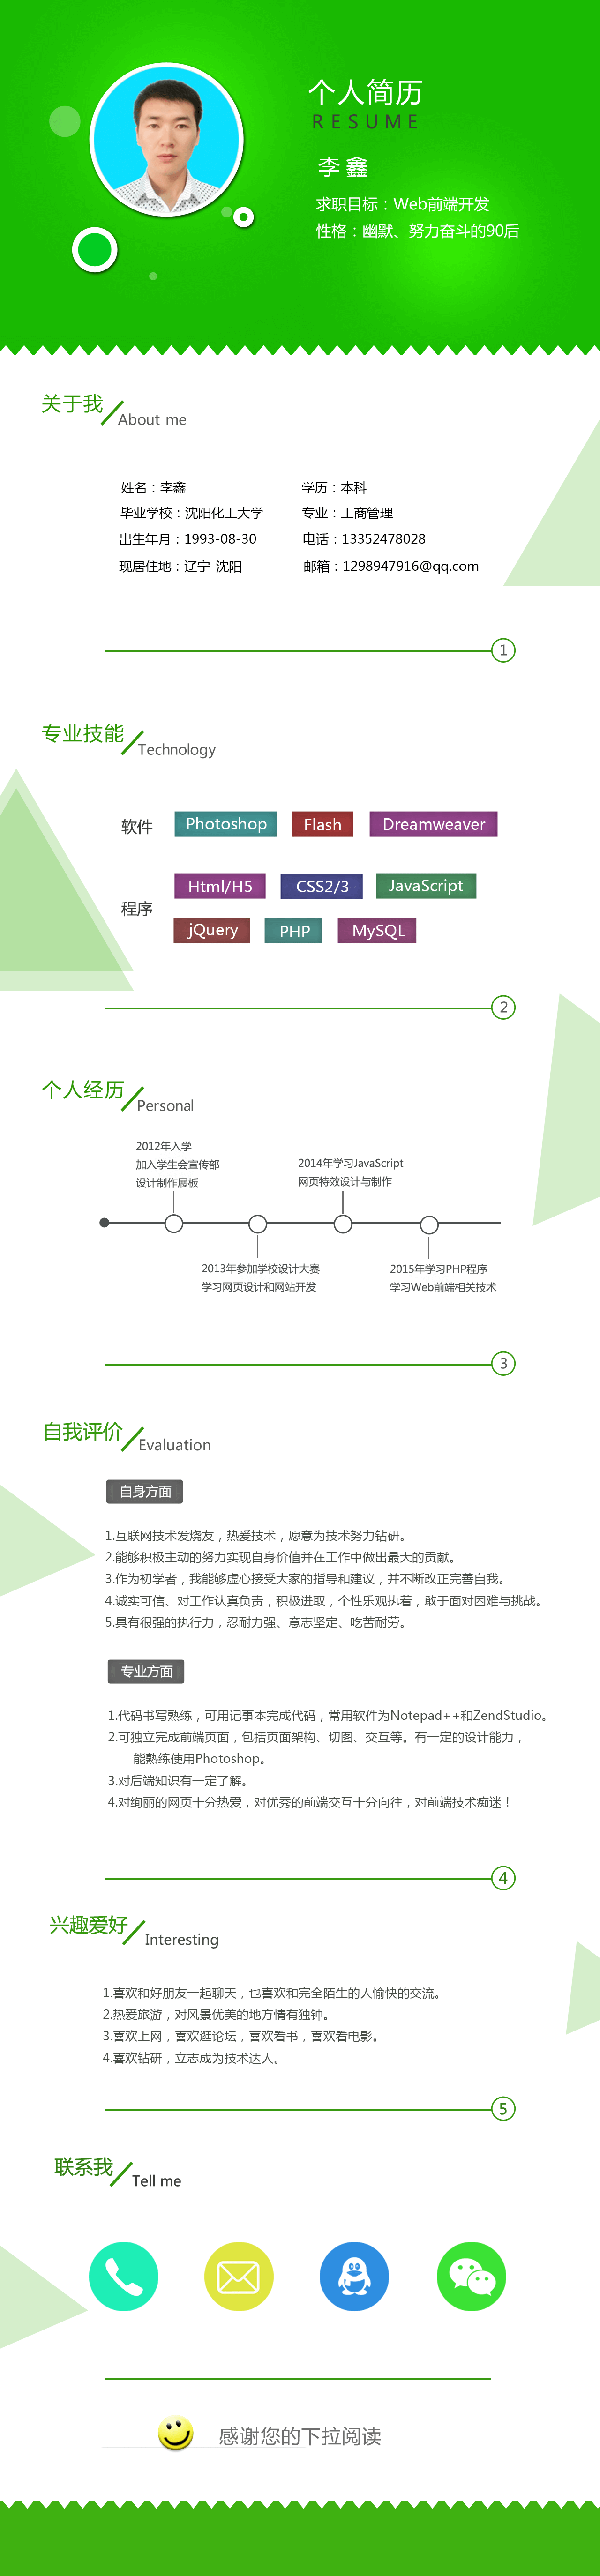 个人简历
RESUME
李 鑫
求职目标：Web前端开发
性格：幽默、努力奋斗的90后
关于我
About me
姓名：李鑫
学历：本科
毕业学校：沈阳化工大学
专业：工商管理
出生年月：1993-08-30
电话：13352478028
现居住地：辽宁-沈阳
邮箱：1298947916@qq.com
1
专业技能
Technology
软件
Photoshop
Flash
Dreamweaver
程序
Html/H5
CSS2/3
JavaScript
jQuery
PHP
MySQL
2
个人经历
Personal
2012年入学
加入学生会宣传部
设计制作展板
2014年学习JavaScript
网页特效设计与制作
2013年参加学校设计大赛
学习网页设计和网站开发
2015年学习PHP程序
学习Web前端相关技术
3
自我评价
Evaluation
自身方面
1.互联网技术发烧友，热爱技术，愿意为技术努力钻研。
2.能够积极主动的努力实现自身价值并在工作中做出最大的贡献。
3.作为初学者，我能够虚心接受大家的指导和建议，并不断改正完善自我。
4.诚实可信、对工作认真负责，积极进取，个性乐观执着，敢于面对困难与挑战。
5.具有很强的执行力，忍耐力强、意志坚定、吃苦耐劳。
专业方面
1.代码书写熟练，可用记事本完成代码，常用软件为Notepad++和ZendStudio。
2.可独立完成前端页面，包括页面架构、切图、交互等。有一定的设计能力，
能熟练使用Photoshop。
3.对后端知识有一定了解。
4.对绚丽的网页十分热爱，对优秀的前端交互十分向往，对前端技术痴迷！
4
兴趣爱好
Interesting
1.喜欢和好朋友一起聊天，也喜欢和完全陌生的人愉快的交流。
2.热爱旅游，对风景优美的地方情有独钟。
3.喜欢上网，喜欢逛论坛，喜欢看书，喜欢看电影。
4.喜欢钻研，立志成为技术达人。
5
联系我
Tell me
感谢您的下拉阅读